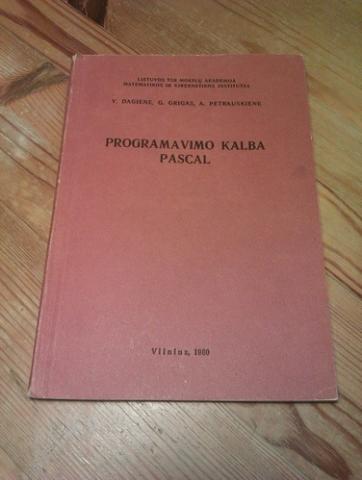 LIETUVOS TSR MOKSLŲ AKADEMIJA
MATEMATIKOS IR KIBERNETIKOS INSTITUTAS
V. DAGIENĖ, G. GRIGAS, A. PETRAUSKIENĖ
PROGRAMAVIMO KALBA
PASCAL
Vilnius, 1980